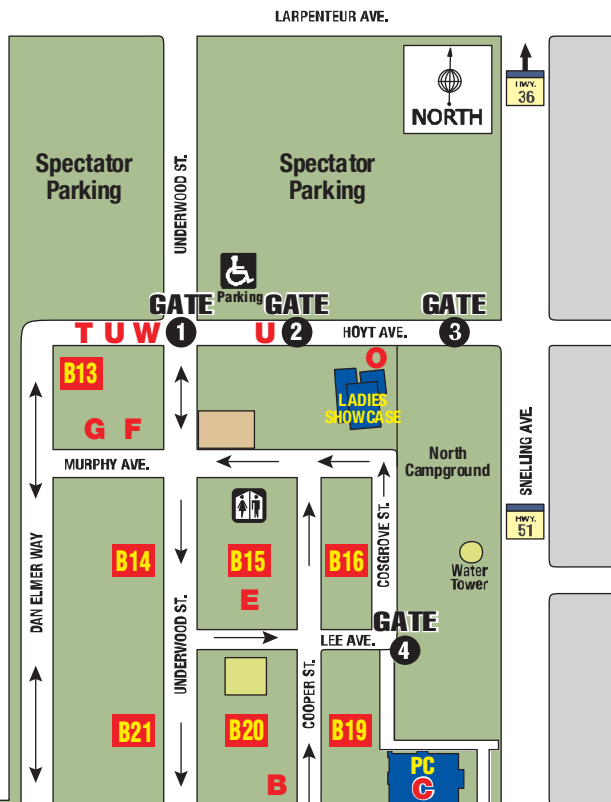 LARPENTEUR AVE.
HWY.
36
NORTH
Spectator
Parking
Spectator
Parking
UNDERWOOD ST.
Parking
GATE
1
GATE
2
GATE
3
T U W
U
HOYT AVE.
O
B13
LADIES
SHOWCASE
G F
MURPHY AVE.
North
Campground
SNELLING AVE.
HWY.
51
DAN ELMER WAY
B14
B15
B16
COSGROVE ST.
Water
Tower
E
UNDERWOOD ST.
LEE AVE.
GATE
4
COOPER ST.
B21
B20
B19
B
PC
C